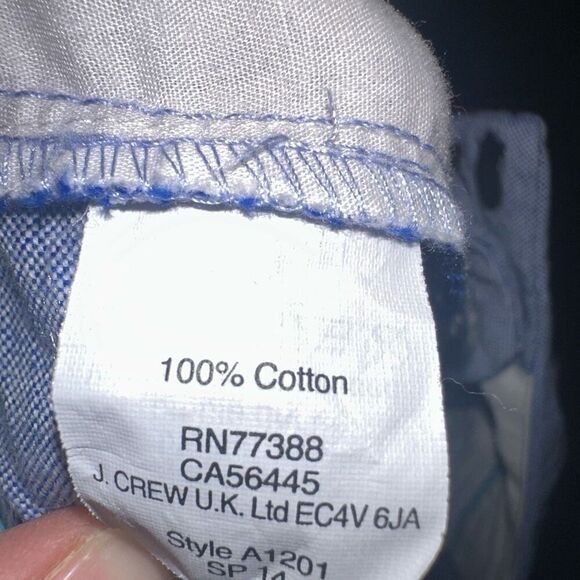 100% Cotton
RN77388
CA56445
J. CREW U.K. Ltd EC4V 6JA
Style A1201
SP 14